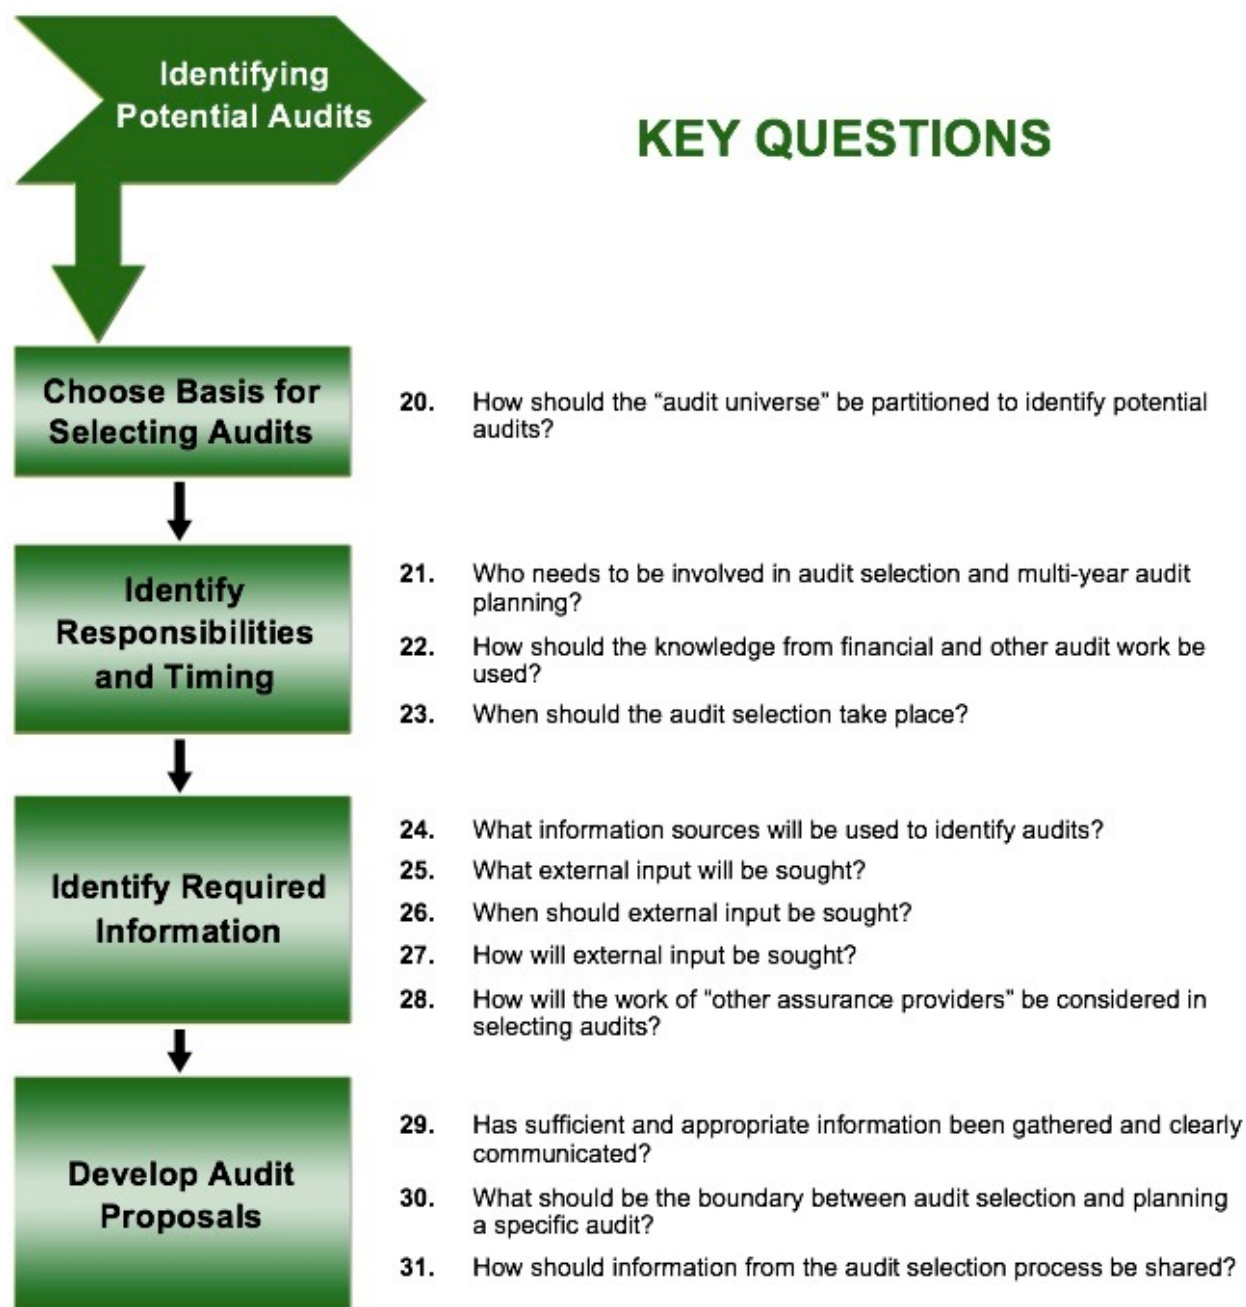 Identifying
Potential Audits
KEY QUESTIONS
Choose Basis for
Selecting Audits
20. How should the “audit universe” be partitioned to identify potential
audits?
Identify
Responsibilities
and Timing
21. Who needs to be involved in audit selection and multi-year audit
planning?
22. How should the knowledge from financial and other audit work be
used?
23. When should the audit selection take place?
Identify Required
Information
24. What information sources will be used to identify audits?
25. What external input will be sought?
26. When should external input be sought?
27. How will external input be sought?
28. How will the work of “other assurance providers” be considered in
selecting audits?
Develop Audit
Proposals
29. Has sufficient and appropriate information been gathered and clearly
communicated?
30. What should be the boundary between audit selection and planning
a specific audit?
31. How should information from the audit selection process be shared?